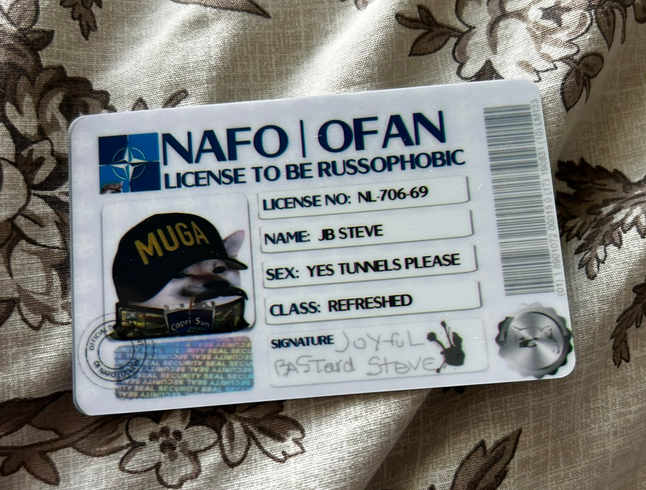 NAFO | OFAN
LICENSE TO BE RUSSOPHOBIC
LICENSE NO: NL-706-69
NAME: JB STEVE
SEX: YES TUNNELS PLEASE
CLASS: REFRESHED
SIGNATURE JOYfuL
BAStard Steve
MUGA
Capri-Sun
OFFICIAL